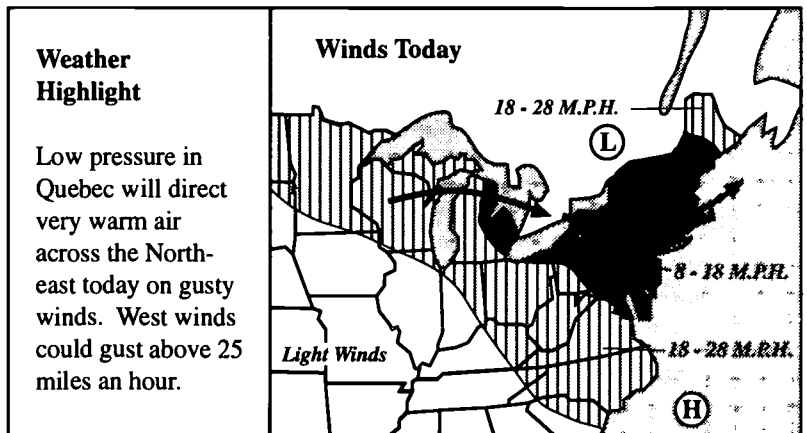 Weather
Highlight
Low pressure in
Quebec will direct
very warm air
across the North-
east today on gusty
winds. West winds
could gust above 25
miles an hour.
Winds Today
18 - 28 M.P.H.
L
8 - 18 M.P.H.
Light Winds
18 - 28 M.P.H.
H